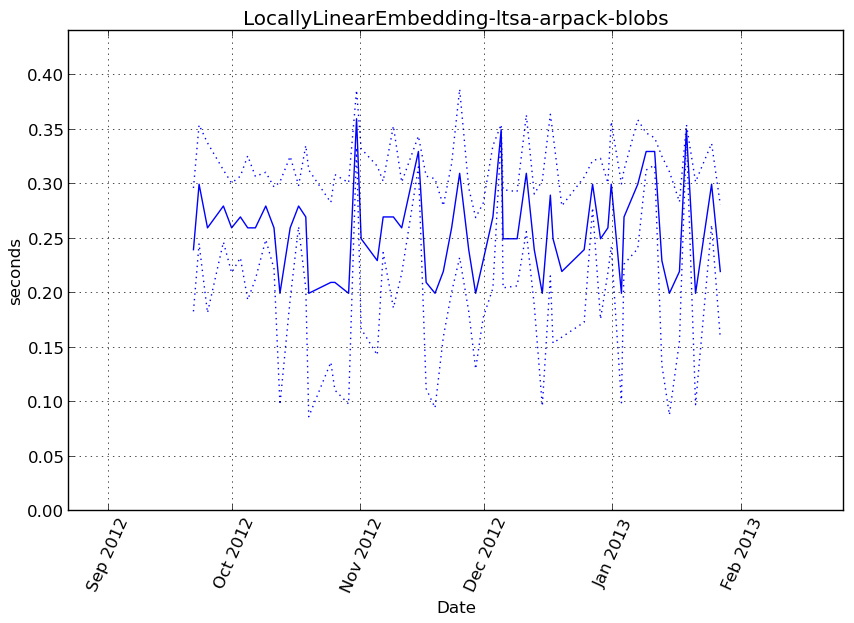 LocallyLinearEmbedding-ltsa-arpack-blobs
0.40
0.35
0.30
0.25
0.20
0.15
0.10
0.05
0.00
seconds
Sep 2012
Oct 2012
Nov 2012
Dec 2012
Jan 2013
Feb 2013
Date